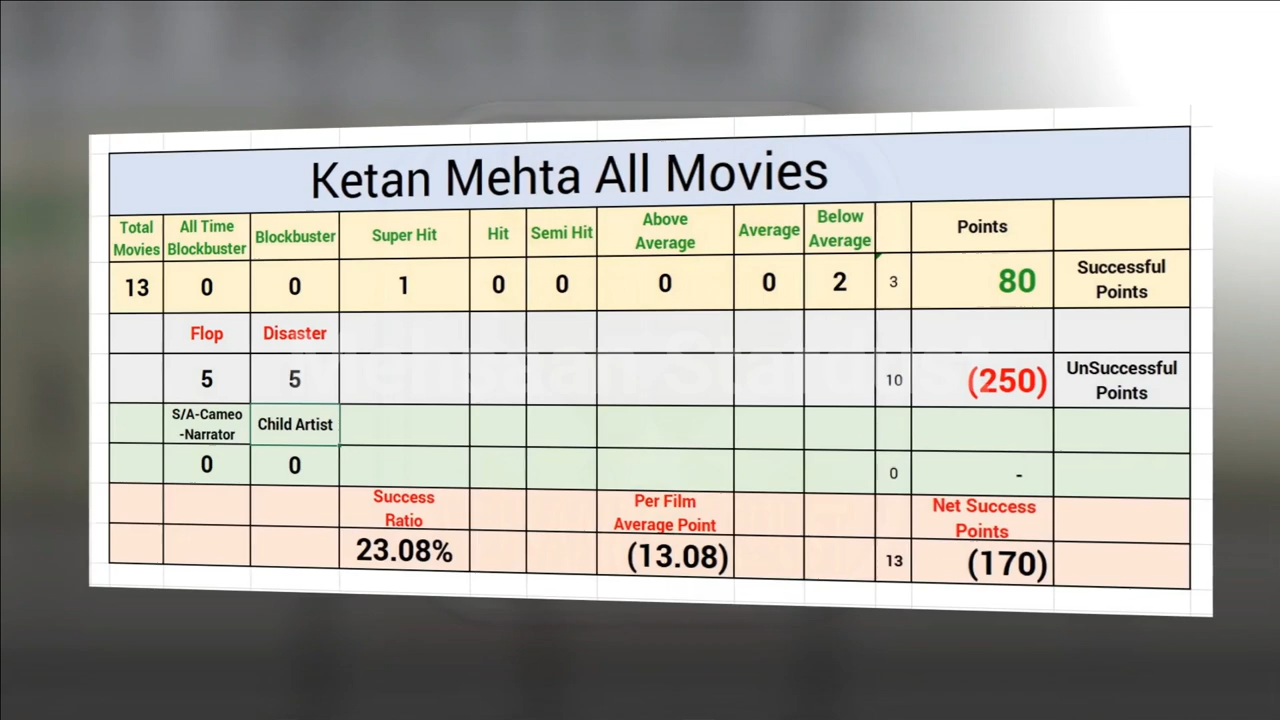 Ketan Mehta All Movies
Total Movies All Time Blockbuster Blockbuster Super Hit Hit Semi Hit Above Average Average Below Average Points
13 0 0 1 0 0 0 0 2 3 80 Successful Points
Flop Disaster
5 5 10 (250) UnSuccessful Points
S/A-Cameo -Narrator Child Artist
0 0 0 -
Success Ratio Per Film Average Point Net Success Points
23.08% (13.08) 13 (170)